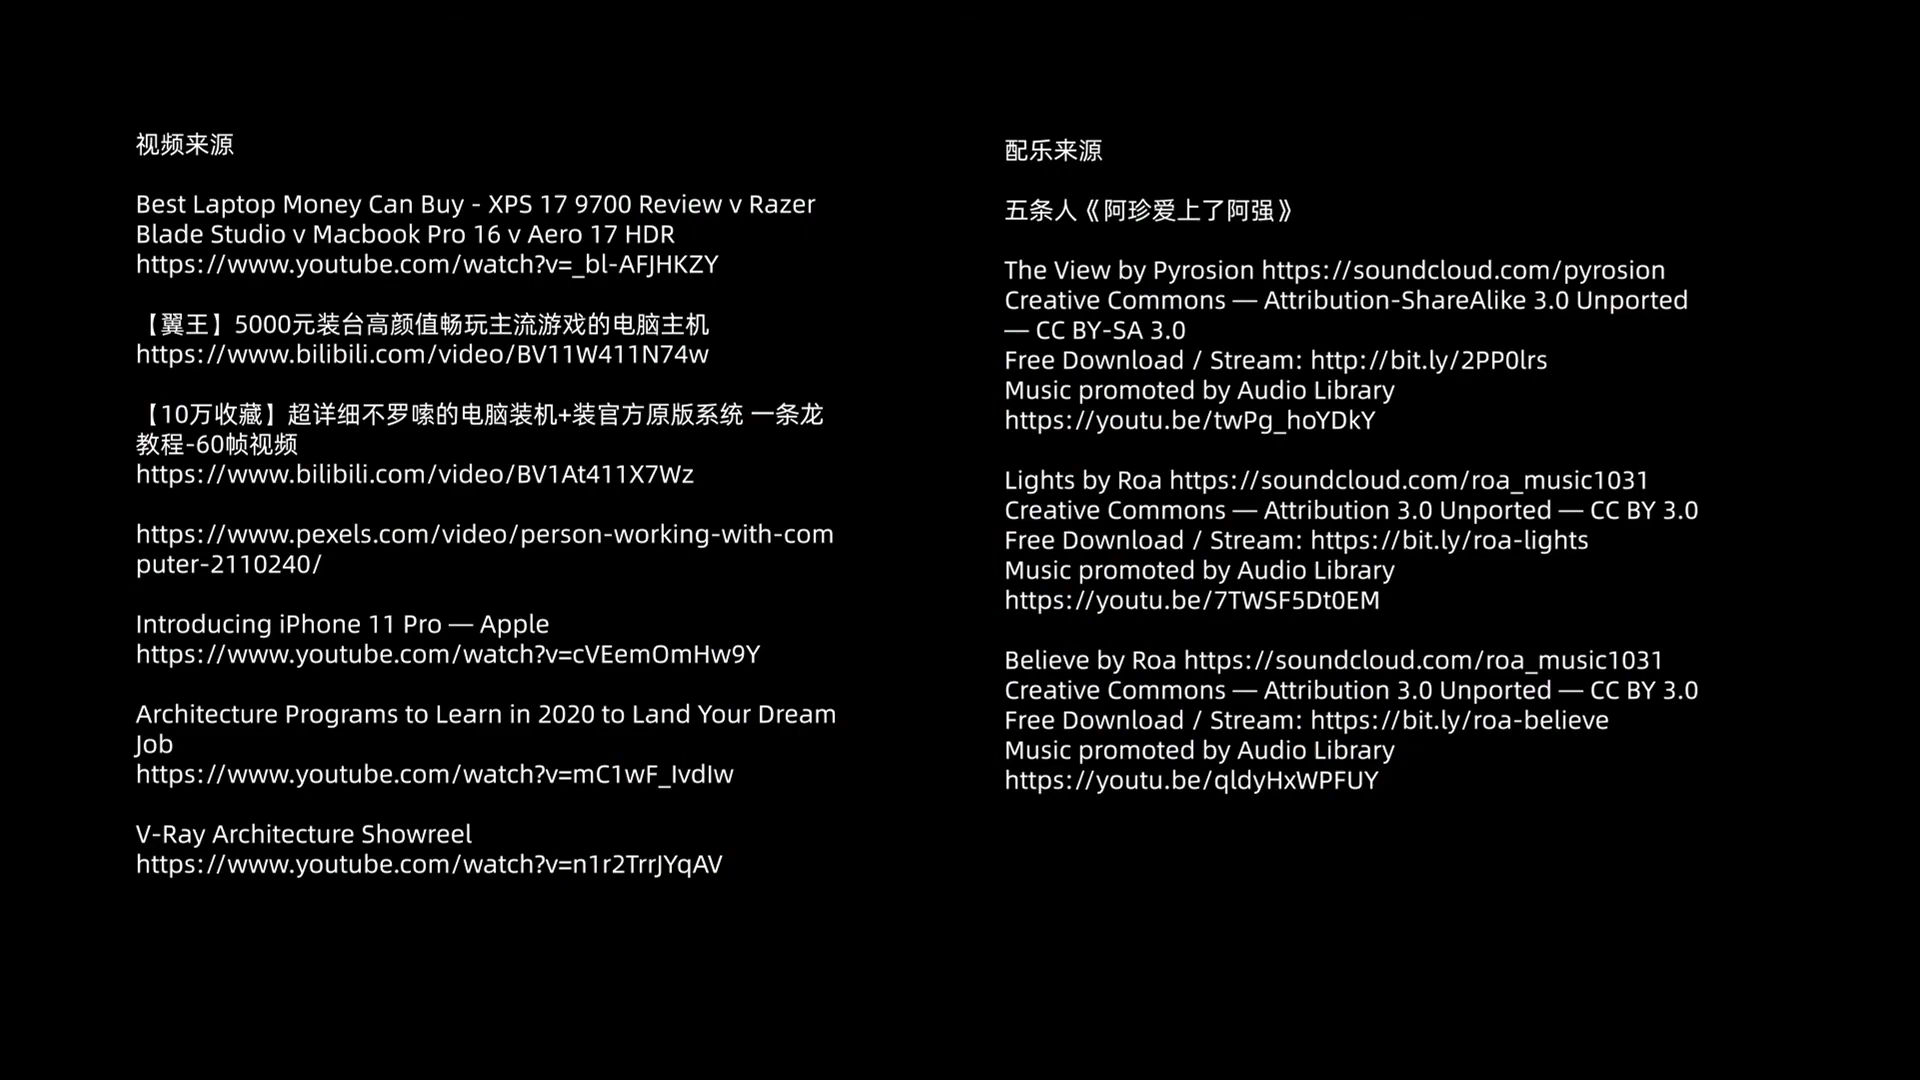 视频来源
Best Laptop Money Can Buy - XPS 17 9700 Review v Razer
Blade Studio v Macbook Pro 16 v Aero 17 HDR
https://www.youtube.com/watch?v=_bl-AFJHKZY
【翼王】5000元装台高颜值畅玩主流游戏的电脑主机
https://www.bilibili.com/video/BV11W411N74w
【10万收藏】超详细不罗嗦的电脑装机+装官方原版系统 一条龙
教程-60帧视频
https://www.bilibili.com/video/BV1At411X7Wz
https://www.pexels.com/video/person-working-with-com
puter-2110240/
Introducing iPhone 11 Pro — Apple
https://www.youtube.com/watch?v=cVEemOmHw9Y
Architecture Programs to Learn in 2020 to Land Your Dream
Job
https://www.youtube.com/watch?v=mC1wF_IvdIw
V-Ray Architecture Showreel
https://www.youtube.com/watch?v=n1r2TrrJYqAV
配乐来源
五条人《阿珍爱上了阿强》
The View by Pyrosion https://soundcloud.com/pyrosion
Creative Commons — Attribution-ShareAlike 3.0 Unported
— CC BY-SA 3.0
Free Download / Stream: http://bit.ly/2PP0lrs
Music promoted by Audio Library
https://youtu.be/twPg_hoYDkY
Lights by Roa https://soundcloud.com/roa_music1031
Creative Commons — Attribution 3.0 Unported — CC BY 3.0
Free Download / Stream: https://bit.ly/roa-lights
Music promoted by Audio Library
https://youtu.be/7TWSF5Dt0EM
Believe by Roa https://soundcloud.com/roa_music1031
Creative Commons — Attribution 3.0 Unported — CC BY 3.0
Free Download / Stream: https://bit.ly/roa-believe
Music promoted by Audio Library
https://youtu.be/qldyHxWPFUY